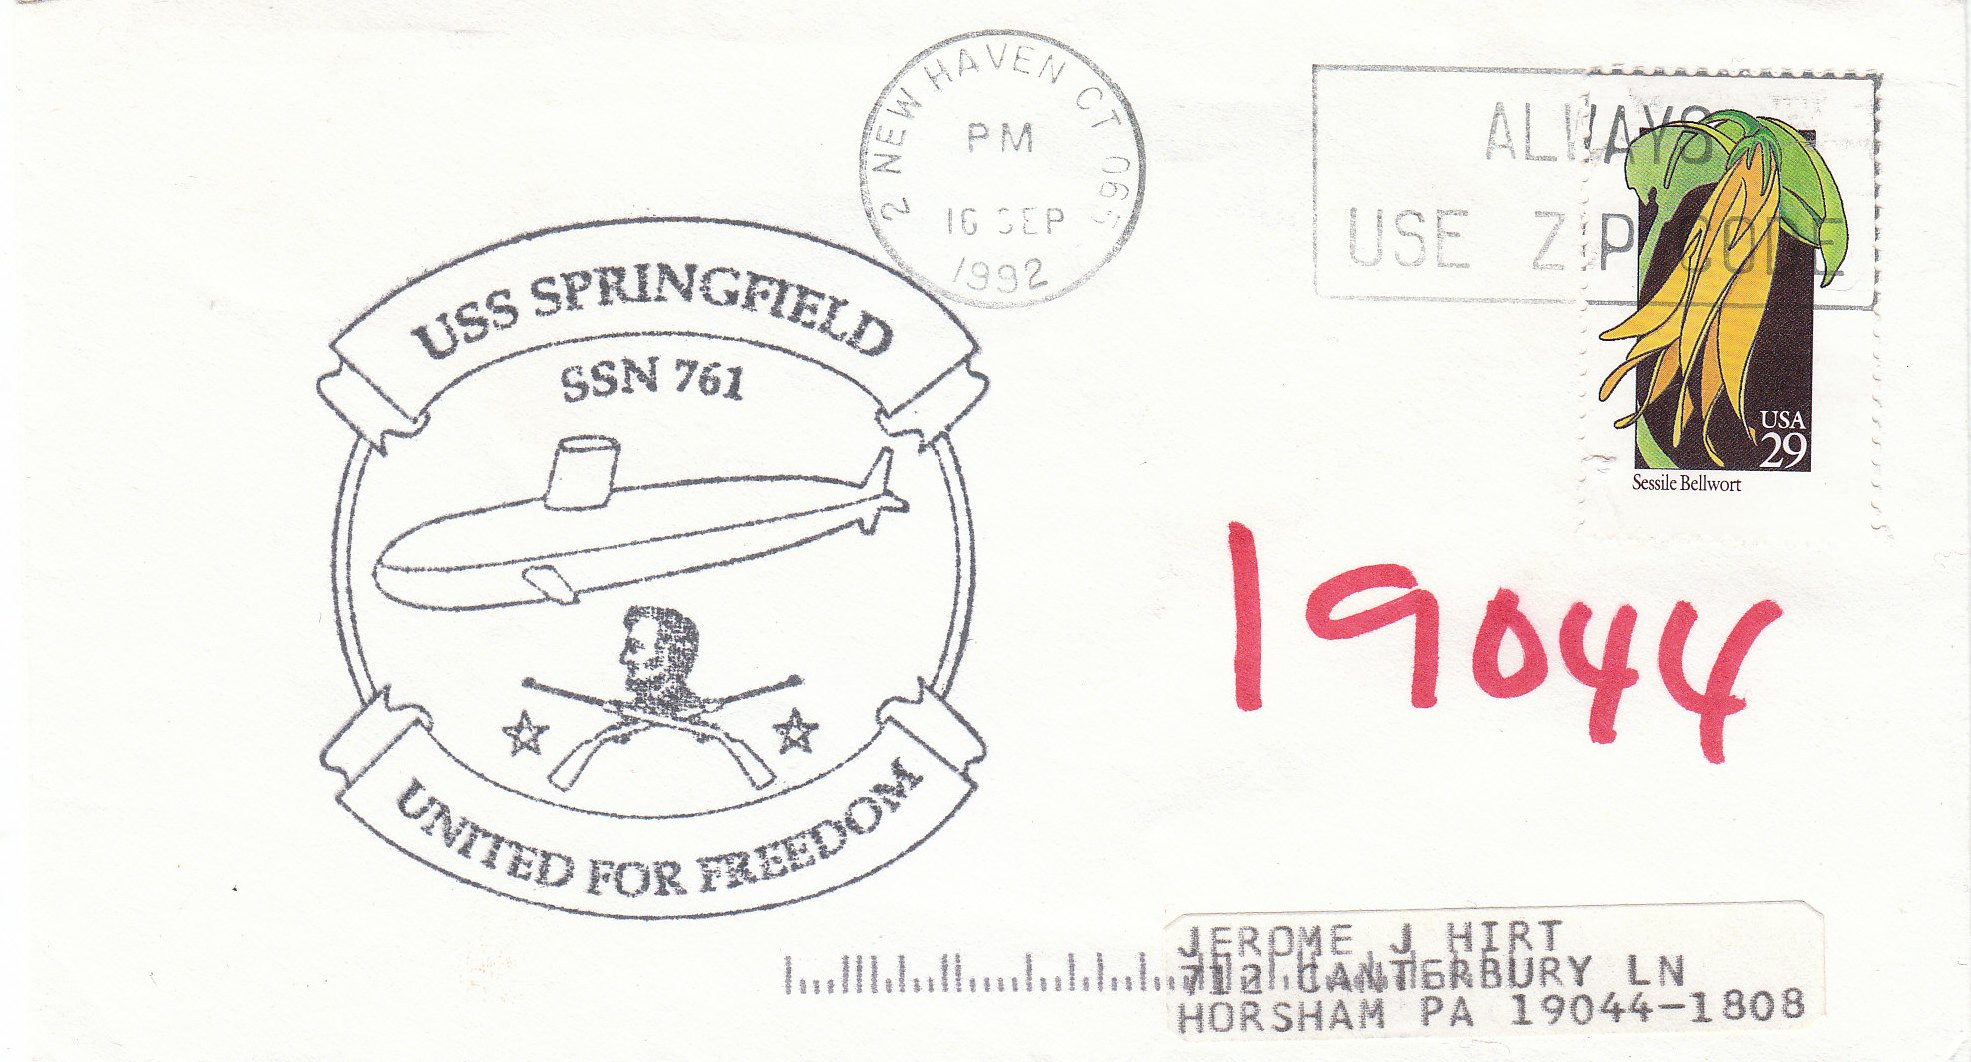 2 NEW HAVEN CT 065
PM
16 SEP
1992
ALWAYS
USE ZIP CODE
USA
29
Sessile Bellwort
USS SPRINGFIELD
SSN 761
UNITED FOR FREEDOM
19044
JEROME J HIRT
712 CANTERBURY LN
HORSHAM PA 19044-1808